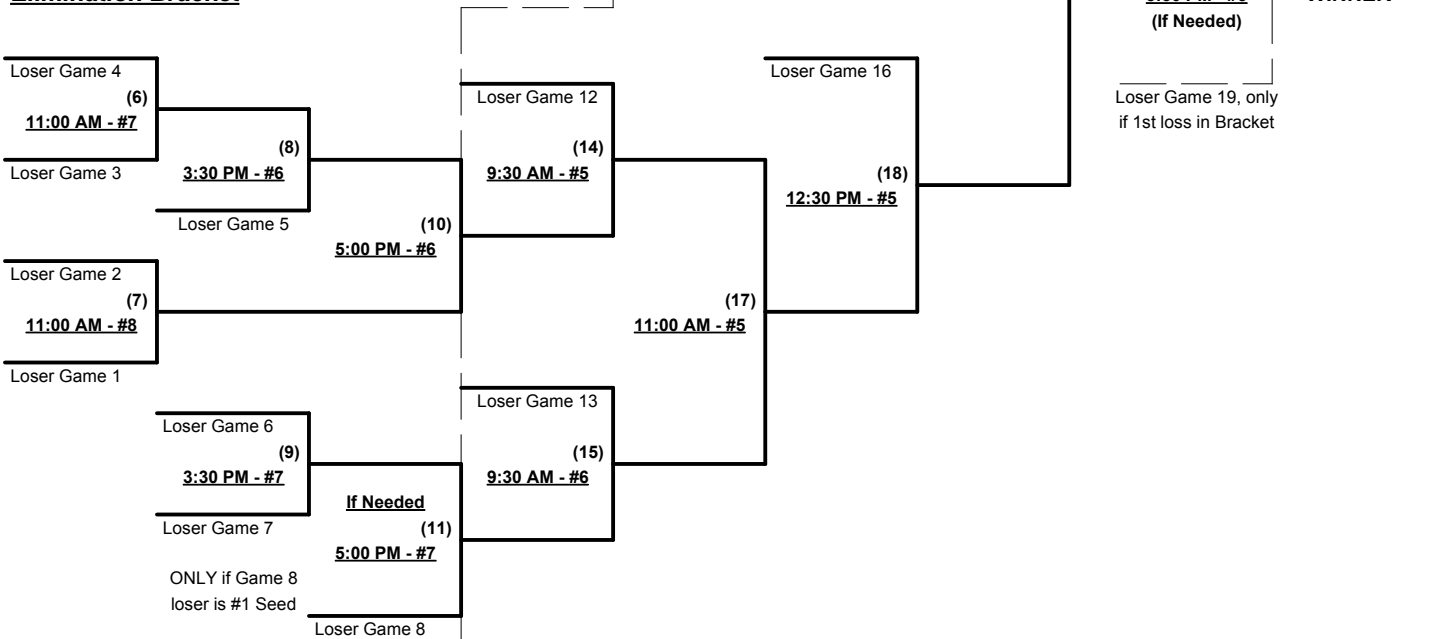 Elimination Bracket
(If Needed)
Loser Game 4
Loser Game 16
(6)
Loser Game 12
Loser Game 19, only
11:00 AM - #7
if 1st loss in Bracket
(8)
(14)
Loser Game 3
3:30 PM - #6
9:30 AM - #5
(18)
12:30 PM - #5
Loser Game 5
(10)
5:00 PM - #6
Loser Game 2
(7)
(17)
11:00 AM - #8
11:00 AM - #5
Loser Game 1
Loser Game 13
Loser Game 6
(9)
(15)
3:30 PM - #7
9:30 AM - #6
If Needed
Loser Game 7
(11)
5:00 PM - #7
ONLY if Game 8
loser is #1 Seed
Loser Game 8